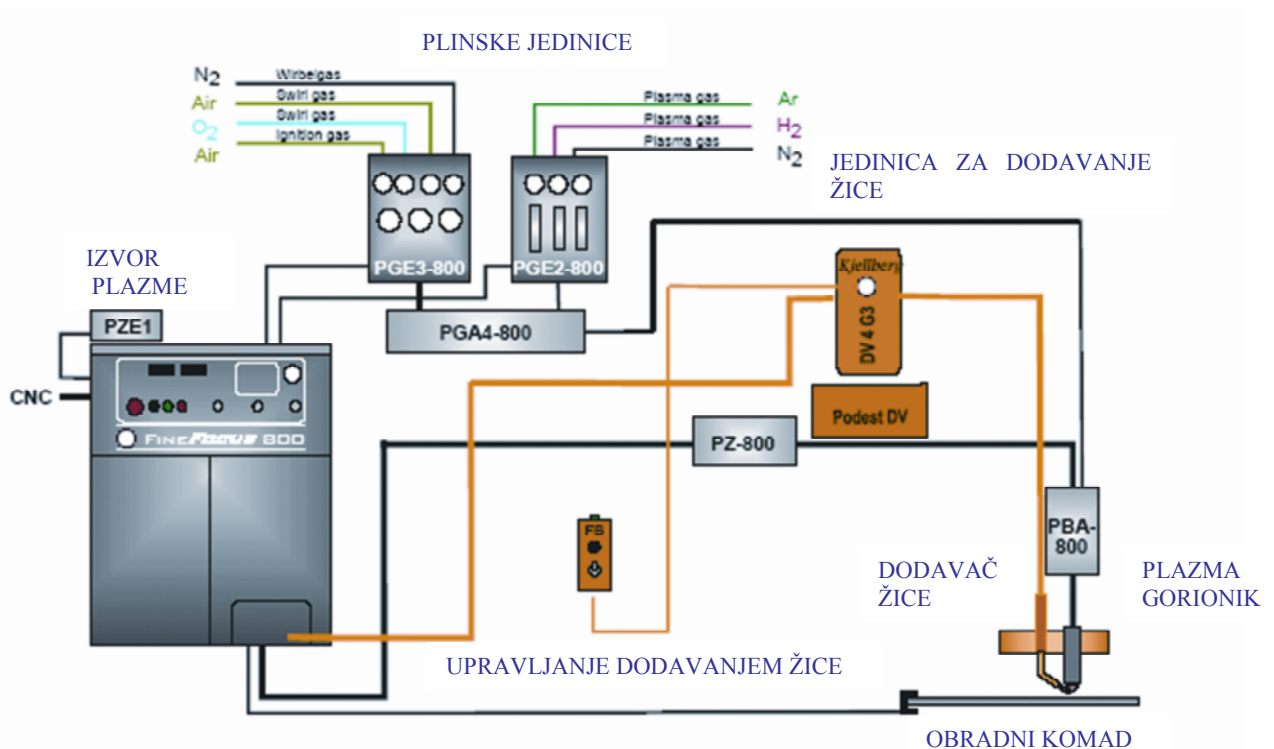 PLINSKE JEDINICE
N2 Wirbelgas
Air Swirl gas
O2 Swirl gas
Air Ignition gas
Plasma gas Ar
Plasma gas H2
Plasma gas N2
JEDINICA ZA DODAVANJE
ŽICE
PGE3-800
PGE2-800
IZVOR
PLAZME
PZE1
PGA4-800
Kjellberg
DV 4 G3
Podest DV
CNC
FINEFOCUS 800
PZ-800
FB
PBA-
800
DODAVAČ
ŽICE
PLAZMA
GORIONIK
UPRAVLJANJE DODAVANJEM ŽICE
OBRADNI KOMAD